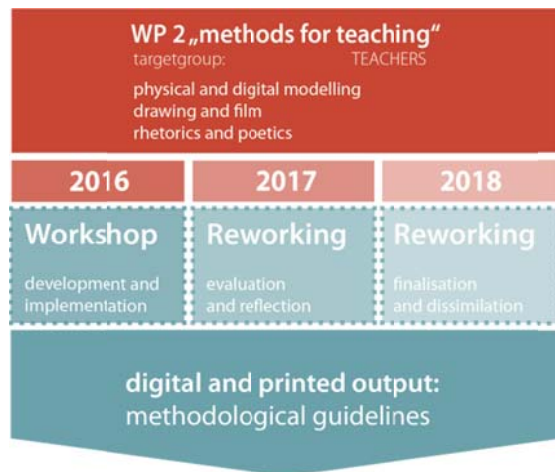 WP 2 „methods for teaching“
targetgroup: TEACHERS
physical and digital modelling
drawing and film
rhetorics and poetics
2016 2017 2018
Workshop Reworking Reworking
development and evaluation finalisation
implementation and reflection and dissimilation
digital and printed output:
methodological guidelines